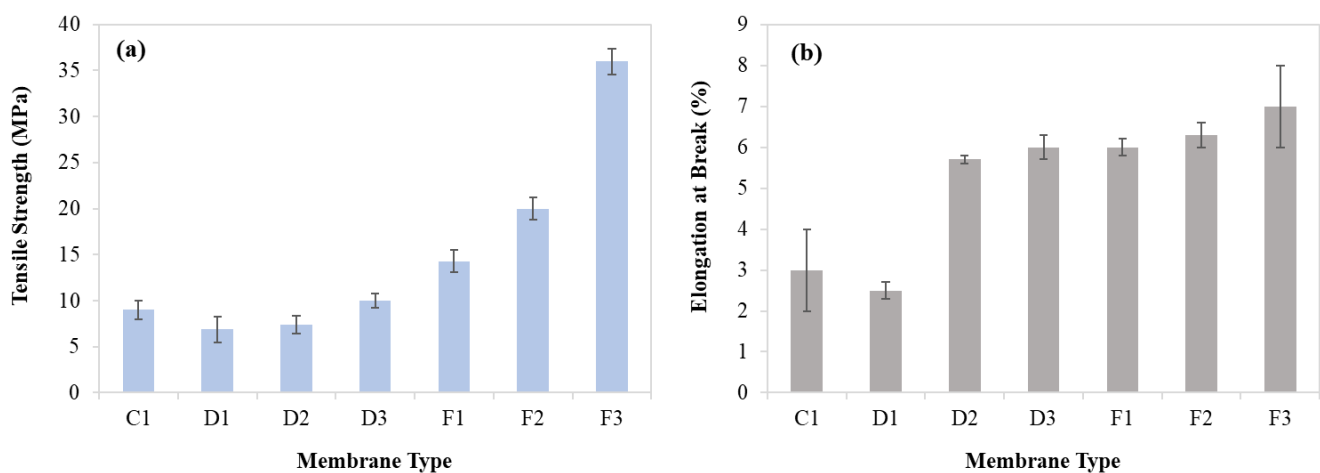 (a)
Tensile Strength (MPa)
40
35
30
25
20
15
10
5
0
C1 D1 D2 D3 F1 F2 F3
Membrane Type
(b)
Elongation at Break (%)
9
8
7
6
5
4
3
2
1
0
C1 D1 D2 D3 F1 F2 F3
Membrane Type